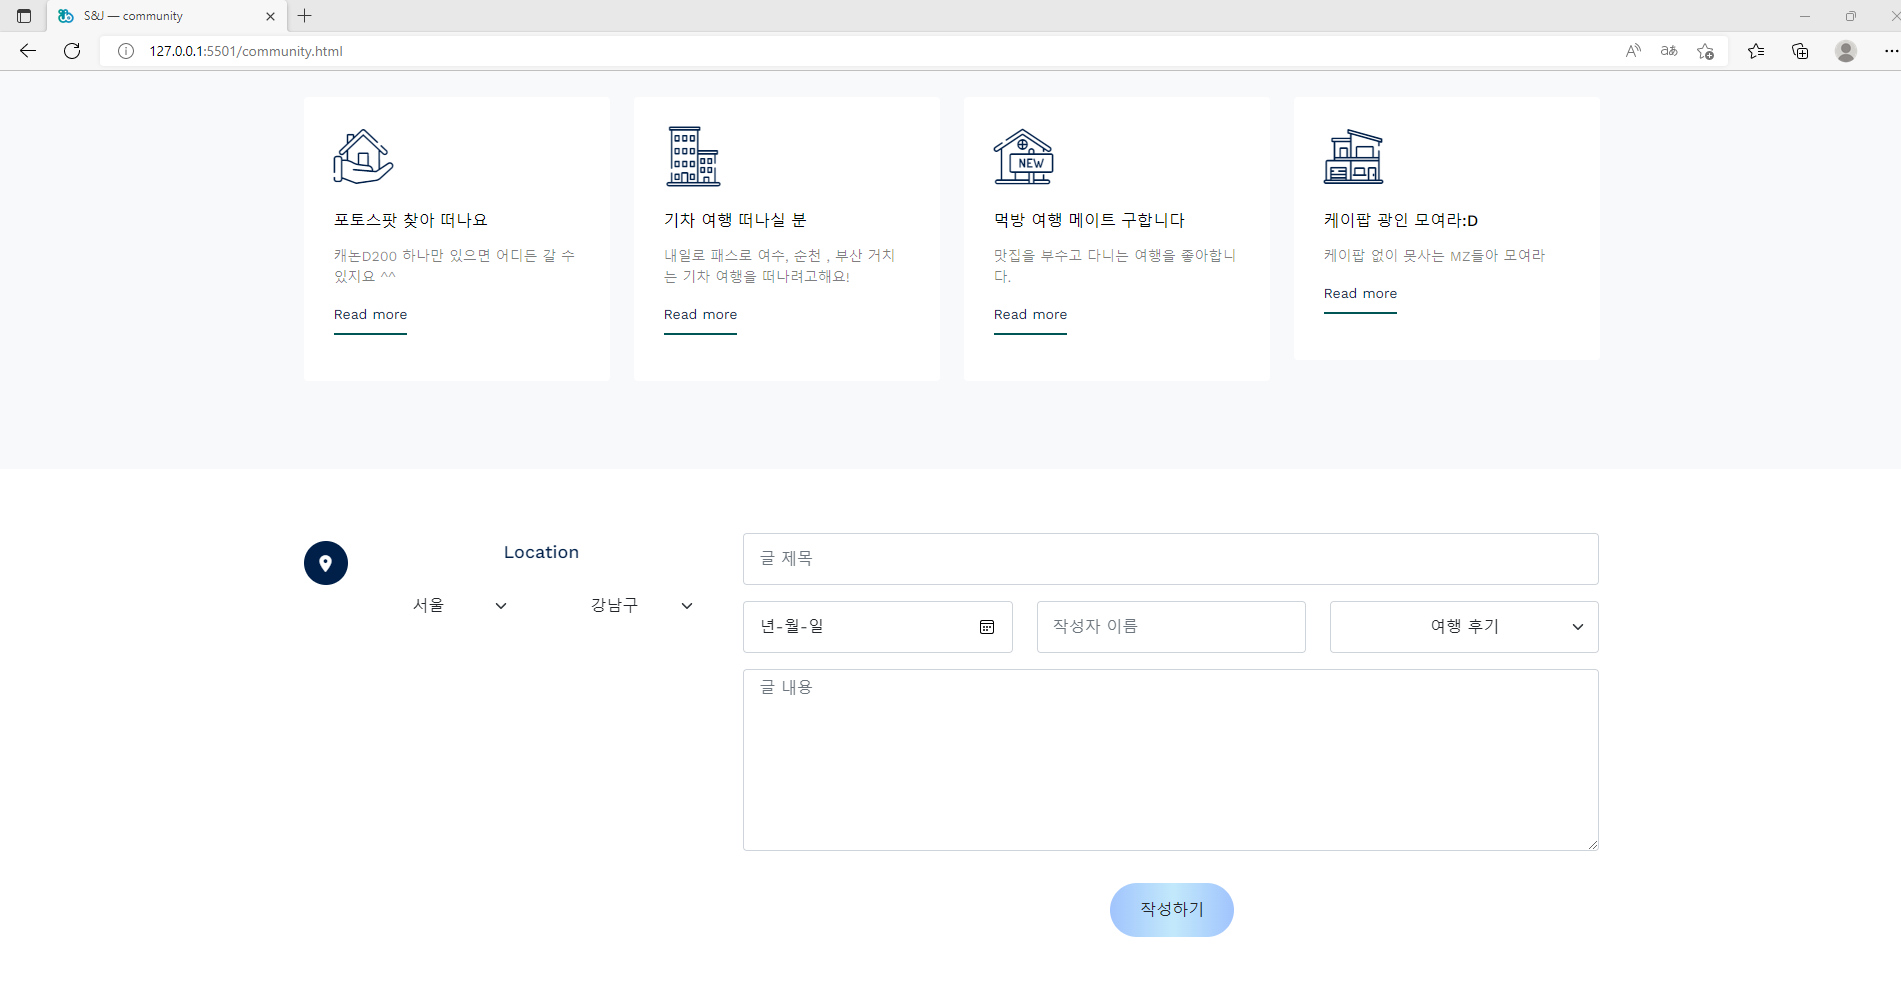 S&J — community
127.0.0.1:5501/community.html
NEW
포토스팟 찾아 떠나요
캐논D200 하나만 있으면 어디든 갈 수
있지요 ^^
Read more
기차 여행 떠나실 분
내일로 패스로 여수, 순천 , 부산 거치
는 기차 여행을 떠나려고해요!
Read more
먹방 여행 메이트 구합니다
맛집을 부수고 다니는 여행을 좋아합니
다.
Read more
케이팝 광인 모여라:D
케이팝 없이 못사는 MZ들아 모여라
Read more
Location
서울
강남구
글 제목
년-월-일
작성자 이름
여행 후기
글 내용
작성하기